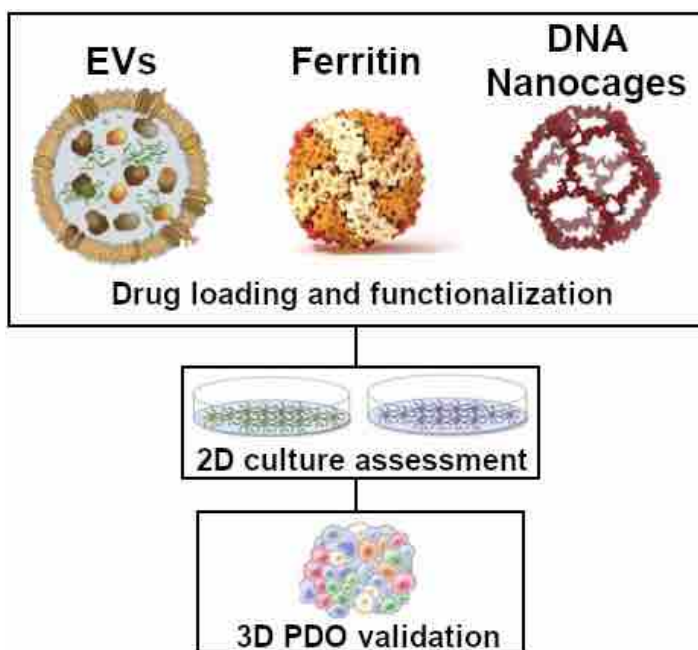 EVs
Ferritin
DNA
Nanocages
Drug loading and functionalization
2D culture assessment
3D PDO validation